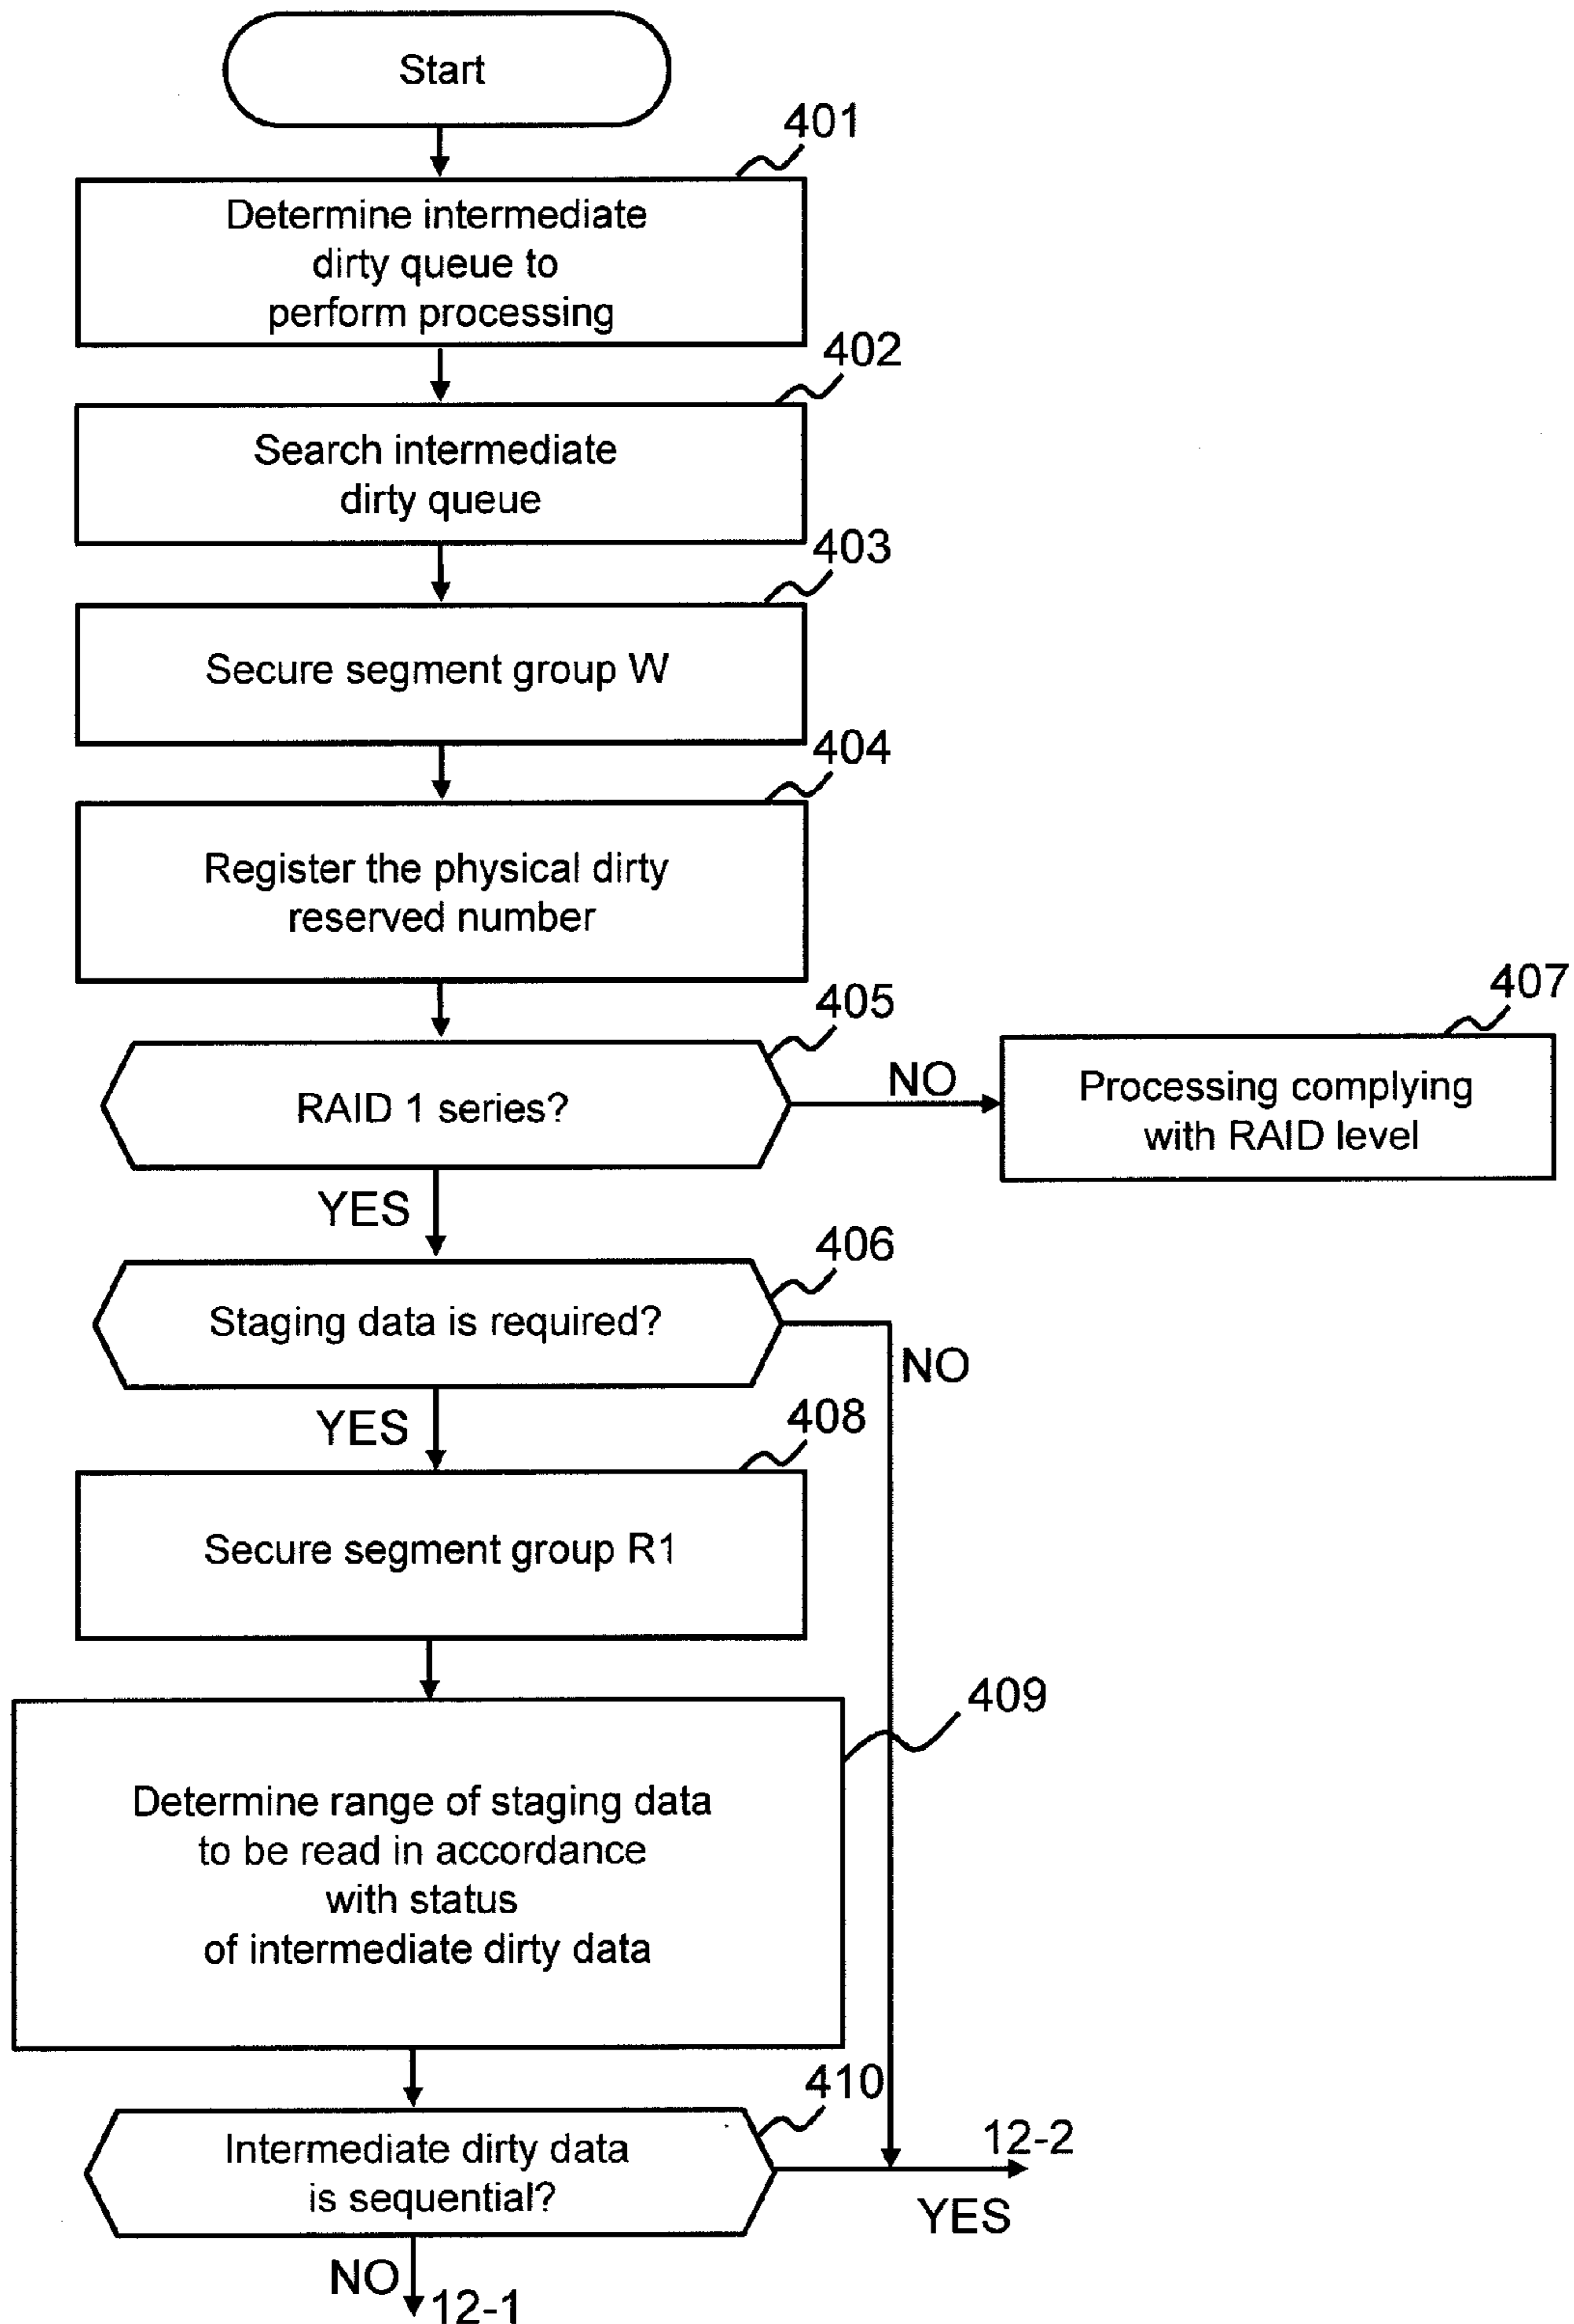 Start
401
Determine intermediate
dirty queue to
perform processing
402
Search intermediate
dirty queue
403
Secure segment group W
404
Register the physical dirty
reserved number
405
RAID 1 series?
NO
407
Processing complying
with RAID level
YES
406
Staging data is required?
NO
YES
408
Secure segment group R1
409
Determine range of staging data
to be read in accordance
with status
of intermediate dirty data
410
Intermediate dirty data
is sequential?
12-2
YES
NO
12-1